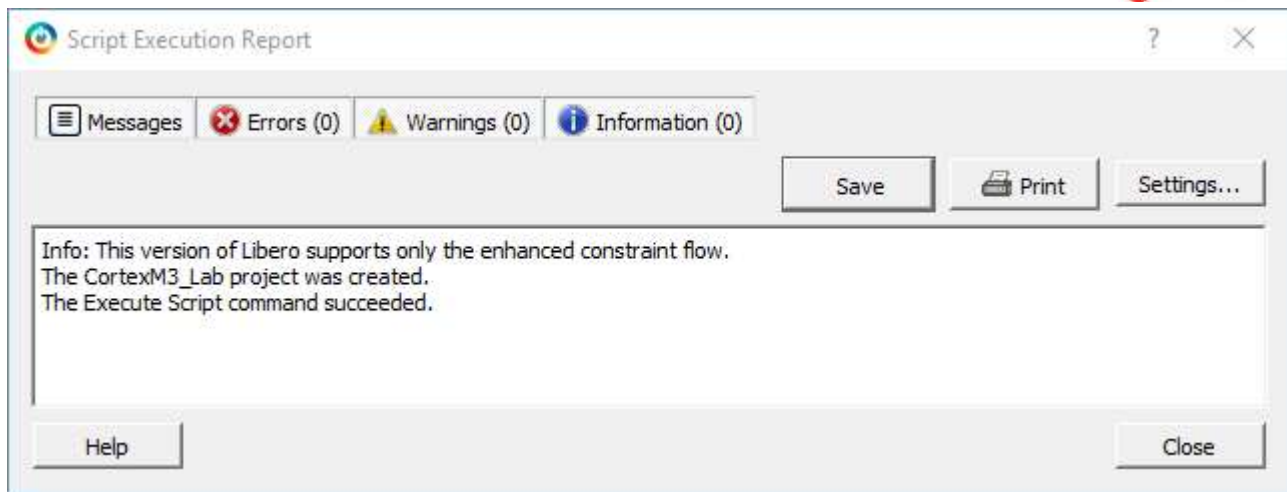 Script Execution Report ?
Messages Errors (0) Warnings (0) Information (0)
Save Print Settings...
Info: This version of Libero supports only the enhanced constraint flow.
The CortexM3_Lab project was created.
The Execute Script command succeeded.
Help Close